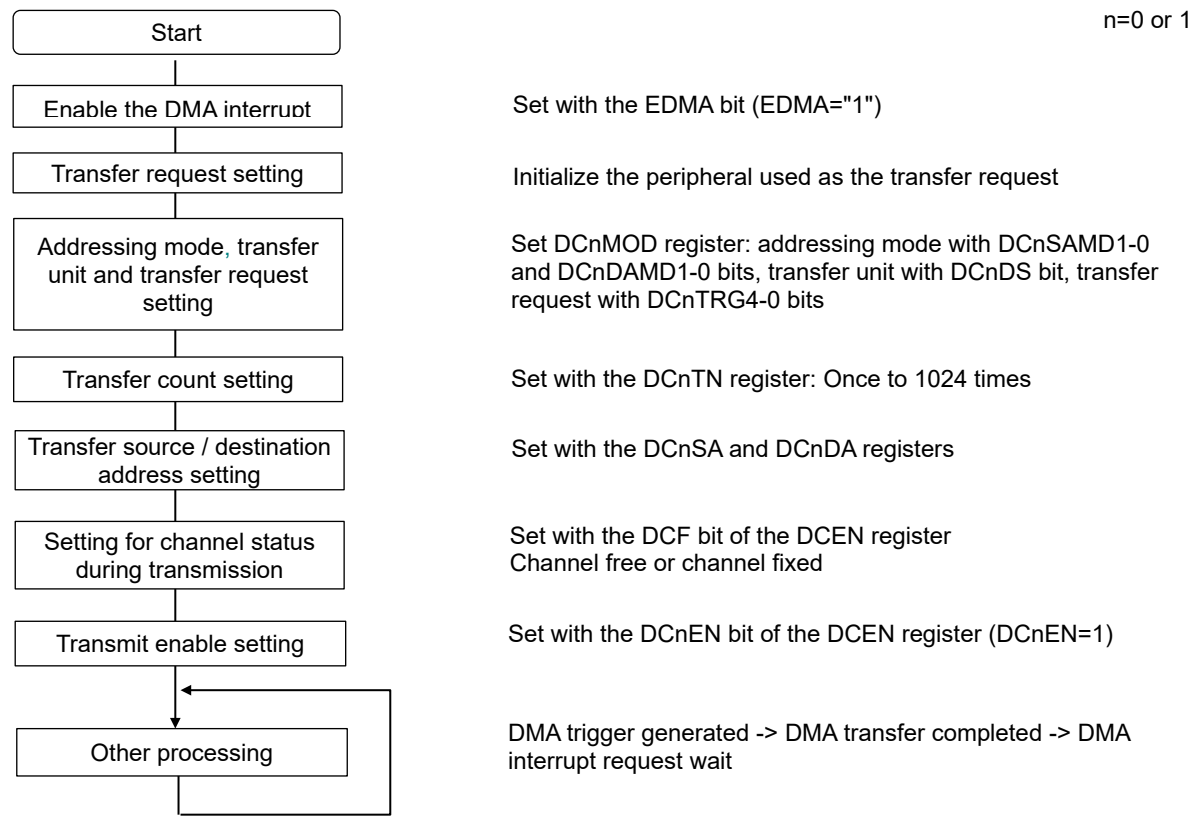 n=0 or 1
Start
Enable the DMA interrupt
Set with the EDMA bit (EDMA="1")
Transfer request setting
Initialize the peripheral used as the transfer request
Addressing mode, transfer
unit and transfer request
setting
Set DCnMOD register: addressing mode with DCnSAMD1-0
and DCnDAMD1-0 bits, transfer unit with DCnDS bit, transfer
request with DCnTRG4-0 bits
Transfer count setting
Set with the DCnTN register: Once to 1024 times
Transfer source / destination
address setting
Set with the DCnSA and DCnDA registers
Setting for channel status
during transmission
Set with the DCF bit of the DCEN register
Channel free or channel fixed
Transmit enable setting
Set with the DCnEN bit of the DCEN register (DCnEN=1)
Other processing
DMA trigger generated -> DMA transfer completed -> DMA
interrupt request wait